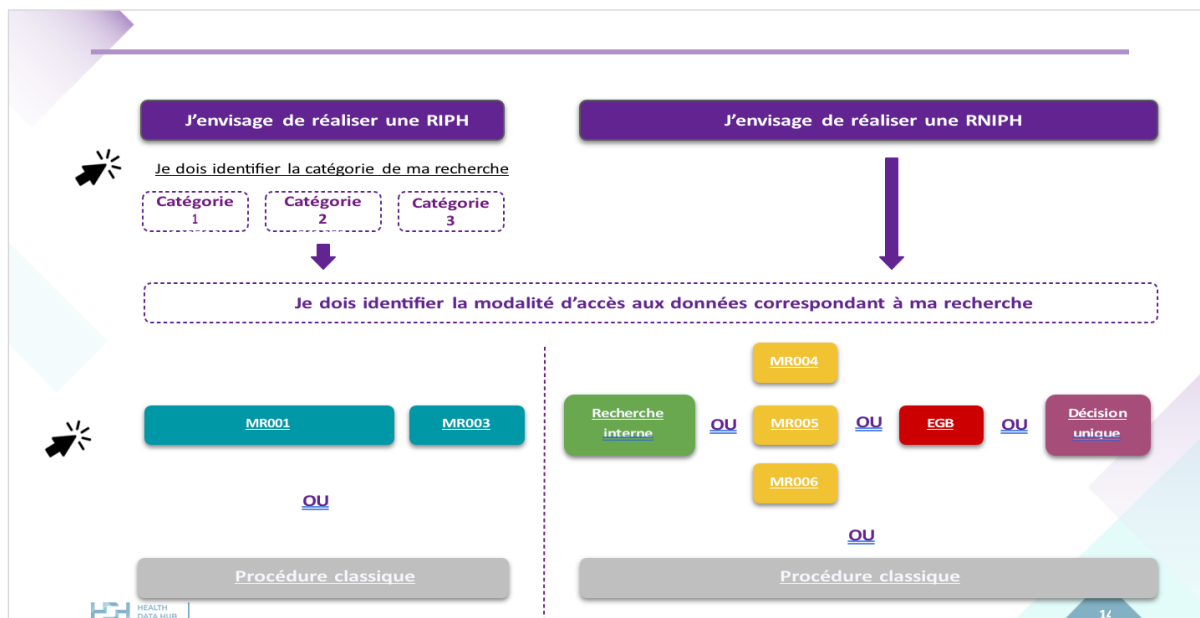 J'envisage de réaliser une RIPH
J'envisage de réaliser une RNIPH
Je dois identifier la catégorie de ma recherche
Catégorie
1
Catégorie
2
Catégorie
3
Je dois identifier la modalité d'accès aux données correspondant à ma recherche
MR001
MR003
OU
Procédure classique
Recherche
interne
OU
MR004
MR005
MR006
OU
EGB
OU
Décision
unique
OU
Procédure classique
HEALTH
DATA HUB
14